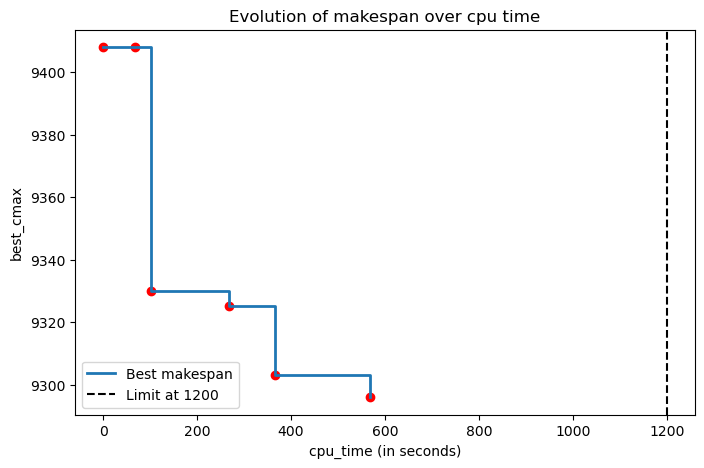 Evolution of makespan over cpu time
best_cmax
9400
9380
9360
9340
9320
9300
Best makespan
Limit at 1200
0
200
400
600
800
1000
1200
cpu_time (in seconds)